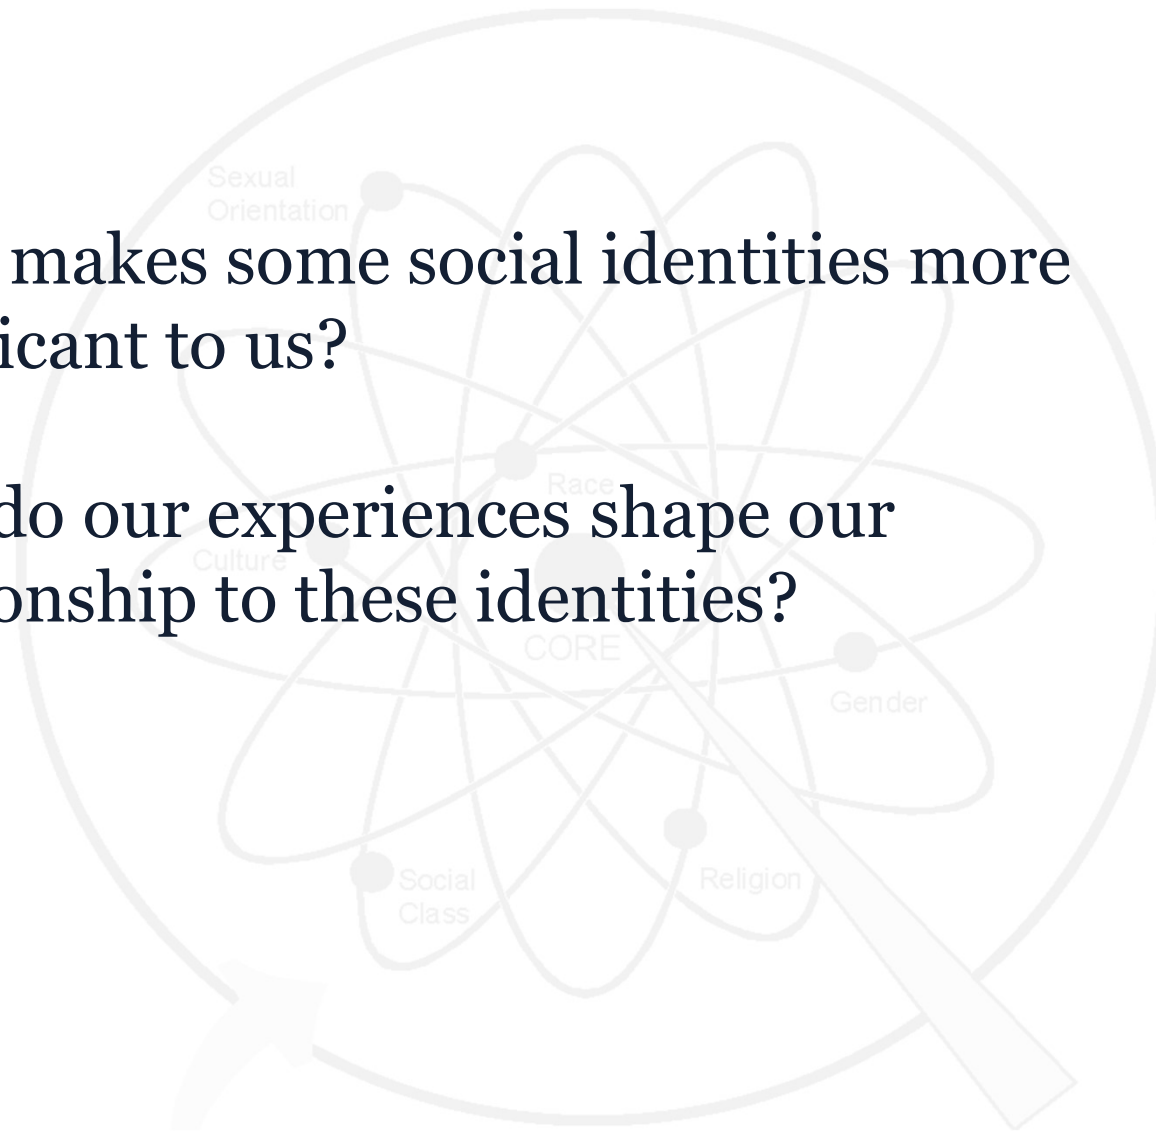 Sexual
Orientation
makes some social identities more
icant to us?
Race
do our experiences shape our
Culture
onship to these identities?
CORE
Gender
Social
Class
Religion